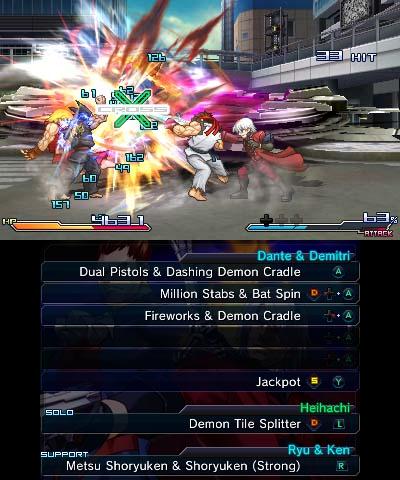 126
33 HIT
61
62
CROSS
2
162
49
60
50
157
HP
4631
63%
ATTACK
Dante & Demitri
Dual Pistols & Dashing Demon Cradle A
Million Stabs & Bat Spin D + A
Fireworks & Demon Cradle + A
+ A
+ A
Jackpot S Y
SOLO
Heihachi
Demon Tile Splitter D L
SUPPORT
Ryu & Ken
Metsu Shoryuken & Shoryuken (Strong) R